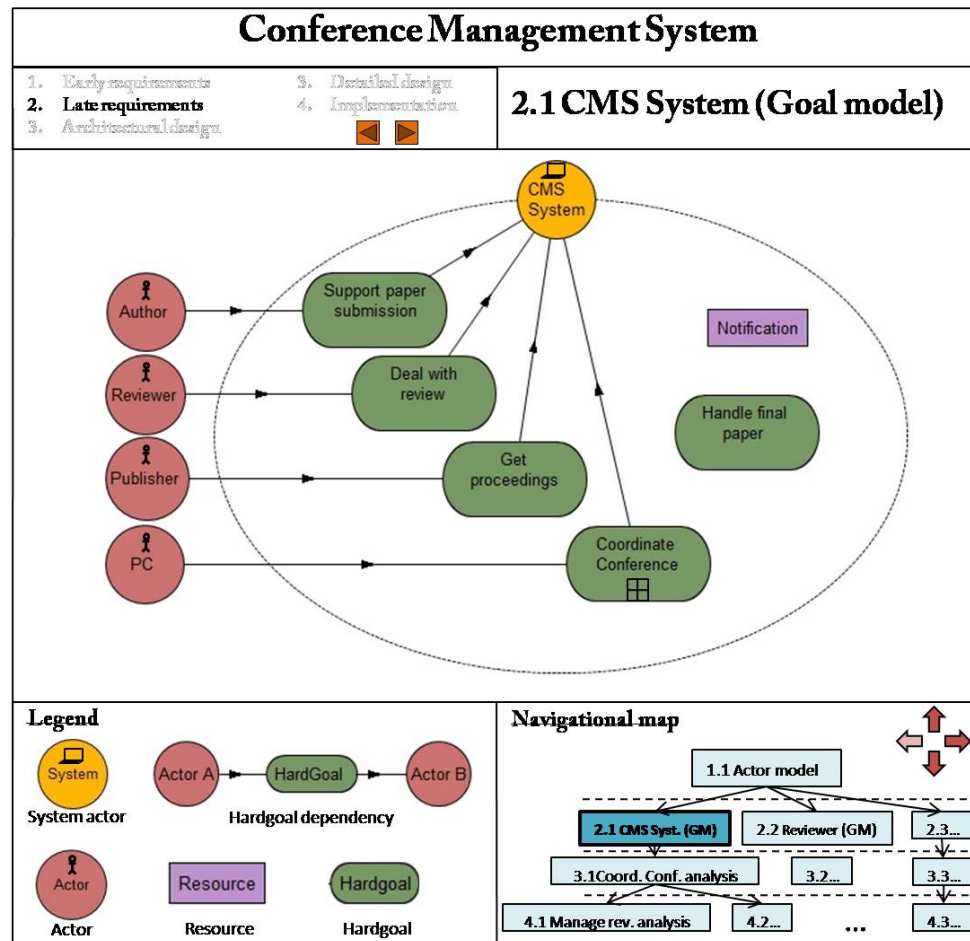 Conference Management System
1. Early requirements
2. Late requirements
3. Architectural design
3. Detailed design
4. Implementation
2.1 CMS System (Goal model)
CMS
System
Author
Support paper
submission
Notification
Reviewer
Deal with
review
Handle final
paper
Publisher
Get
proceedings
PC
Coordinate
Conference
Legend
System
System actor
Actor A
HardGoal
Actor B
Hardgoal dependency
Actor
Actor
Resource
Resource
Hardgoal
Hardgoal
Navigational map
1.1 Actor model
2.1 CMS Syst. (GM)
2.2 Reviewer (GM)
2.3...
3.1Coord. Conf. analysis
3.2...
3.3...
4.1 Manage rev. analysis
4.2...
...
4.3...